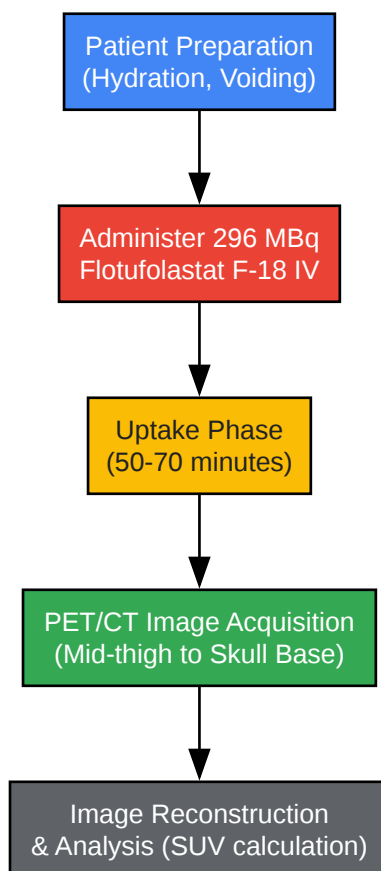 Patient Preparation
(Hydration, Voiding)
Administer 296 MBq
Flotufolastat F-18 IV
Uptake Phase
(50-70 minutes)
PET/CT Image Acquisition
(Mid-thigh to Skull Base)
Image Reconstruction
& Analysis (SUV calculation)